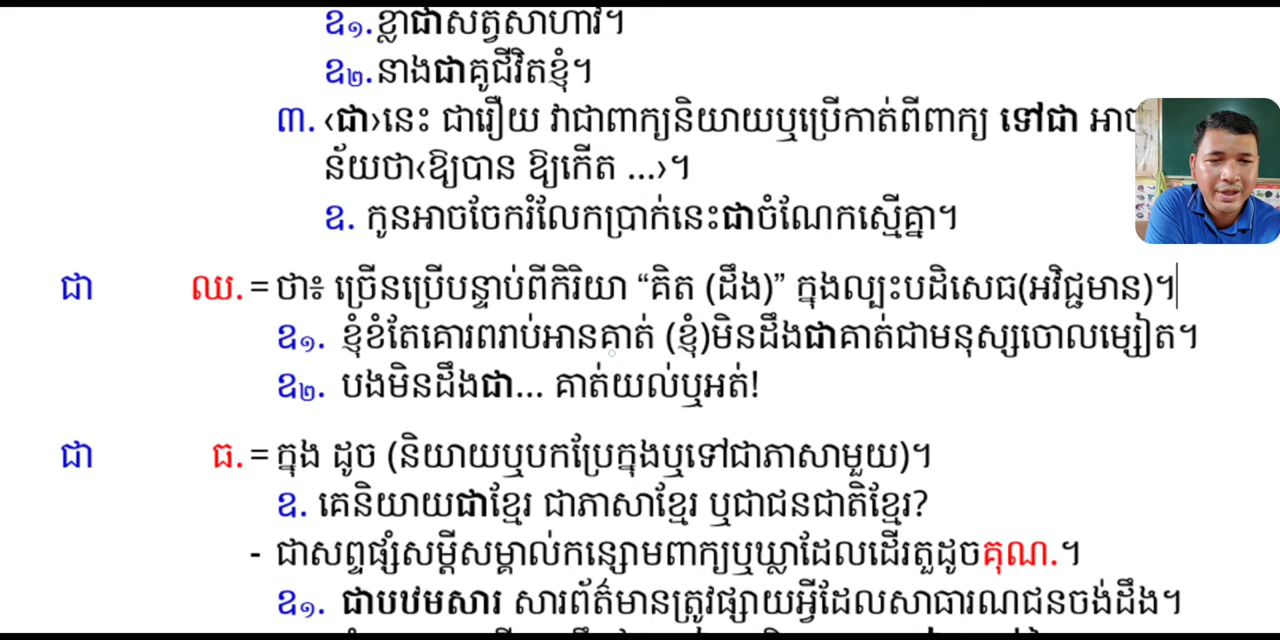 ឧ១.ខ្លាជាសត្វសាហាវ។
ឧ២.នាងជាគូជីវិតខ្ញុំ។
៣. ‹ជា›នេះ ជារឿយ វាជាពាក្យនិយាយឬប្រើកាត់ពីពាក្យ ទៅជា
ន័យថា‹ឱ្យបាន ឱ្យកើត ...›។
ឧ. កូនអាចចែករំលែកប្រាក់នេះជាចំណែកស្មើគ្នា។
ជា ឈ. = ថា៖ ច្រើនប្រើបន្ទាប់ពីកិរិយា “គិត (ដឹង)” ក្នុងល្បះបដិសេធ(អវិជ្ជមាន)។
ឧ១. ខ្ញុំខំតែគោរពរាប់អានគាត់ (ខ្ញុំ)មិនដឹងជាគាត់ជាមនុស្សចោលម្សៀត។
ឧ២. បងមិនដឹងជា... គាត់យល់ឬអត់!
ជា ធ. = ក្នុង ដូច (និយាយឬបកប្រែក្នុងឬទៅជាភាសាមួយ)។
ឧ. គេនិយាយជាខ្មែរ ជាភាសាខ្មែរ ឬជាជនជាតិខ្មែរ?
- ជាសព្ទផ្សំសម្ដីសម្គាល់កន្សោមពាក្យឬឃ្លាដែលដើរតួដូចគុណ.។
ឧ១. ជាបឋមសារ សារព័ត៌មានត្រូវផ្សាយអ្វីដែលសាធារណជនចង់ដឹង។